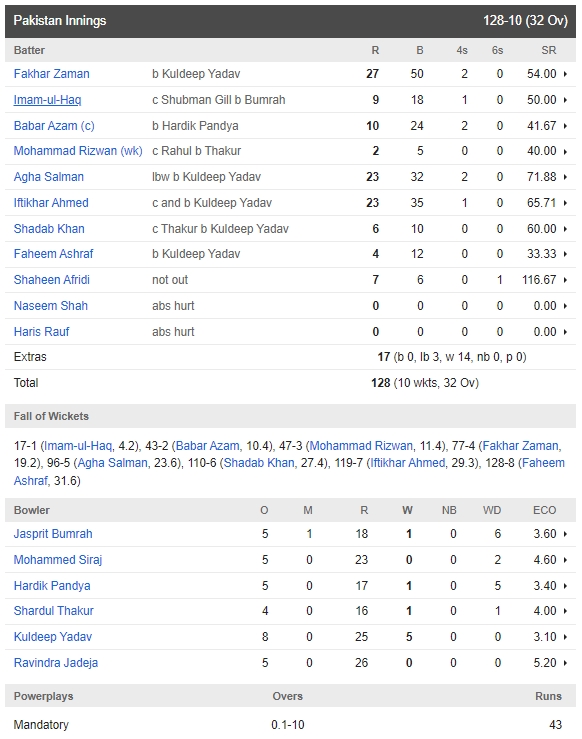 Pakistan Innings 128-10 (32 Ov)
Batter R B 4s 6s SR
Fakhar Zaman b Kuldeep Yadav 27 50 2 0 54.00
Imam-ul-Haq c Shubman Gill b Bumrah 9 18 1 0 50.00
Babar Azam (c) b Hardik Pandya 10 24 2 0 41.67
Mohammad Rizwan (wk) c Rahul b Thakur 2 5 0 0 40.00
Agha Salman lbw b Kuldeep Yadav 23 32 2 0 71.88
Iftikhar Ahmed c and b Kuldeep Yadav 23 35 1 0 65.71
Shadab Khan c Thakur b Kuldeep Yadav 6 10 0 0 60.00
Faheem Ashraf b Kuldeep Yadav 4 12 0 0 33.33
Shaheen Afridi not out 7 6 0 1 116.67
Naseem Shah abs hurt 0 0 0 0 0.00
Haris Rauf abs hurt 0 0 0 0 0.00
Extras 17 (b 0, lb 3, w 14, nb 0, p 0)
Total 128 (10 wkts, 32 Ov)
Fall of Wickets
17-1 (Imam-ul-Haq, 4.2), 43-2 (Babar Azam, 10.4), 47-3 (Mohammad Rizwan, 11.4), 77-4 (Fakhar Zaman,
19.2), 96-5 (Agha Salman, 23.6), 110-6 (Shadab Khan, 27.4), 119-7 (Iftikhar Ahmed, 29.3), 128-8 (Faheem
Ashraf, 31.6)
Bowler O M R W NB WD ECO
Jasprit Bumrah 5 1 18 1 0 6 3.60
Mohammed Siraj 5 0 23 0 0 2 4.60
Hardik Pandya 5 0 17 1 0 5 3.40
Shardul Thakur 4 0 16 1 0 1 4.00
Kuldeep Yadav 8 0 25 5 0 0 3.10
Ravindra Jadeja 5 0 26 0 0 0 5.20
Powerplays Overs Runs
Mandatory 0.1-10 43